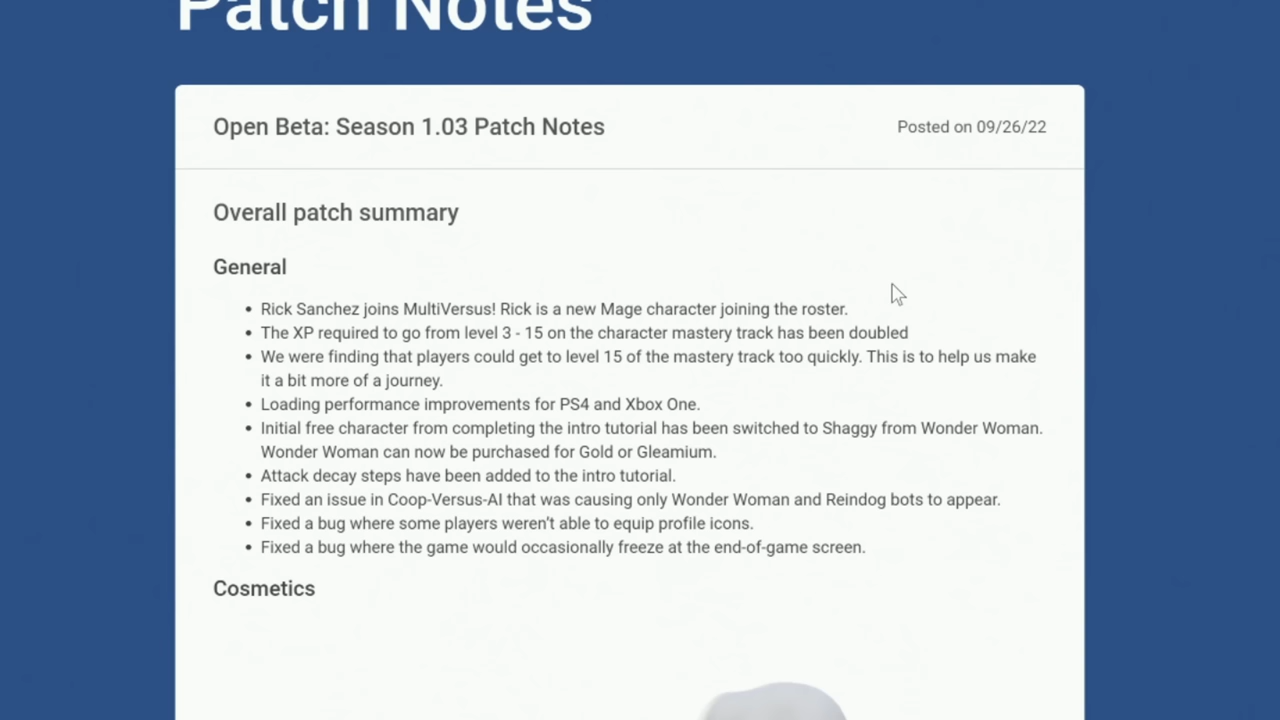 Patch Notes
Open Beta: Season 1.03 Patch Notes
Posted on 09/26/22
Overall patch summary
General
• Rick Sanchez joins MultiVersus! Rick is a new Mage character joining the roster.
• The XP required to go from level 3 - 15 on the character mastery track has been doubled
• We were finding that players could get to level 15 of the mastery track too quickly. This is to help us make
it a bit more of a journey.
• Loading performance improvements for PS4 and Xbox One.
• Initial free character from completing the intro tutorial has been switched to Shaggy from Wonder Woman.
Wonder Woman can now be purchased for Gold or Gleamium.
• Attack decay steps have been added to the intro tutorial.
• Fixed an issue in Coop-Versus-AI that was causing only Wonder Woman and Reindog bots to appear.
• Fixed a bug where some players weren't able to equip profile icons.
• Fixed a bug where the game would occasionally freeze at the end-of-game screen.
Cosmetics